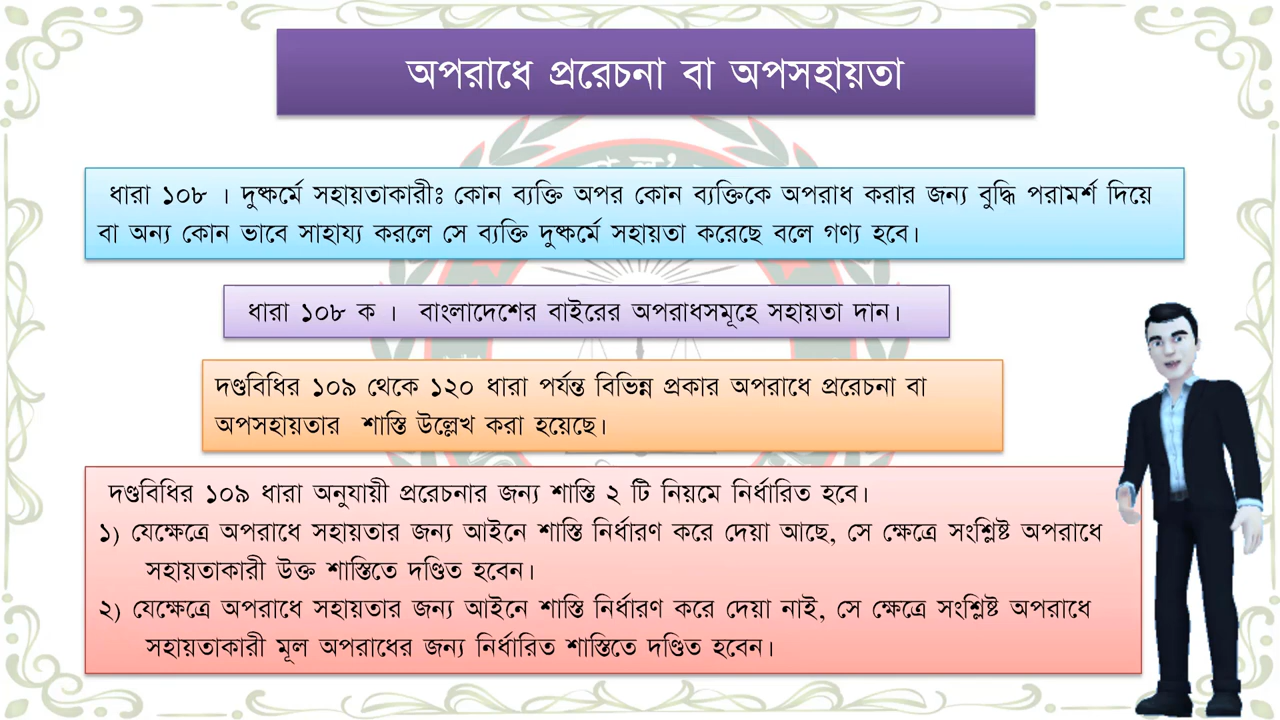 অপরাধে প্ররেচনা বা অপসহায়তা
ধারা ১০৮ । দুষ্কর্মে সহায়তাকারীঃ কোন ব্যক্তি অপর কোন ব্যক্তিকে অপরাধ করার জন্য বুদ্ধি পরামর্শ দিয়ে
বা অন্য কোন ভাবে সাহায্য করলে সে ব্যক্তি দুষ্কর্মে সহায়তা করেছে বলে গণ্য হবে।
ধারা ১০৮ ক । বাংলাদেশের বাইরের অপরাধসমূহে সহায়তা দান।
দণ্ডবিধির ১০৯ থেকে ১২০ ধারা পর্যন্ত বিভিন্ন প্রকার অপরাধে প্ররেচনা বা
অপসহায়তার শাস্তি উল্লেখ করা হয়েছে।
দণ্ডবিধির ১০৯ ধারা অনুযায়ী প্ররেচনার জন্য শাস্তি ২ টি নিয়মে নির্ধারিত হবে।
১) যেক্ষেত্রে অপরাধে সহায়তার জন্য আইনে শাস্তি নির্ধারণ করে দেয়া আছে, সে ক্ষেত্রে সংশ্লিষ্ট অপরাধে
সহায়তাকারী উক্ত শাস্তিতে দণ্ডিত হবেন।
২) যেক্ষেত্রে অপরাধে সহায়তার জন্য আইনে শাস্তি নির্ধারণ করে দেয়া নাই, সে ক্ষেত্রে সংশ্লিষ্ট অপরাধে
সহায়তাকারী মূল অপরাধের জন্য নির্ধারিত শাস্তিতে দণ্ডিত হবেন।